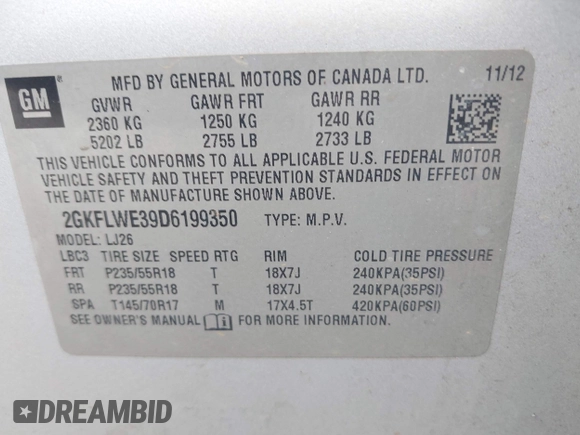 GM
MFD BY GENERAL MOTORS OF CANADA LTD. 11/12
GVWR GAWR FRT GAWR RR
2360 KG 1250 KG 1240 KG
5202 LB 2755 LB 2733 LB
THIS VEHICLE CONFORMS TO ALL APPLICABLE U.S. FEDERAL MOTOR
VEHICLE SAFETY AND THEFT PREVENTION STANDARDS IN EFFECT ON
THE DATE OF MANUFACTURE SHOWN ABOVE.
2GKFLWE39D6199350 TYPE: M.P.V.
MODEL: LJ26
LBC3 TIRE SIZE SPEED RTG RIM COLD TIRE PRESSURE
FRT P235/55R18 T 18X7J 240KPA(35PSI)
RR P235/55R18 T 18X7J 240KPA(35PSI)
SPA T145/70R17 M 17X4.5T 420KPA(60PSI)
SEE OWNER'S MANUAL FOR MORE INFORMATION.
DREAMBID